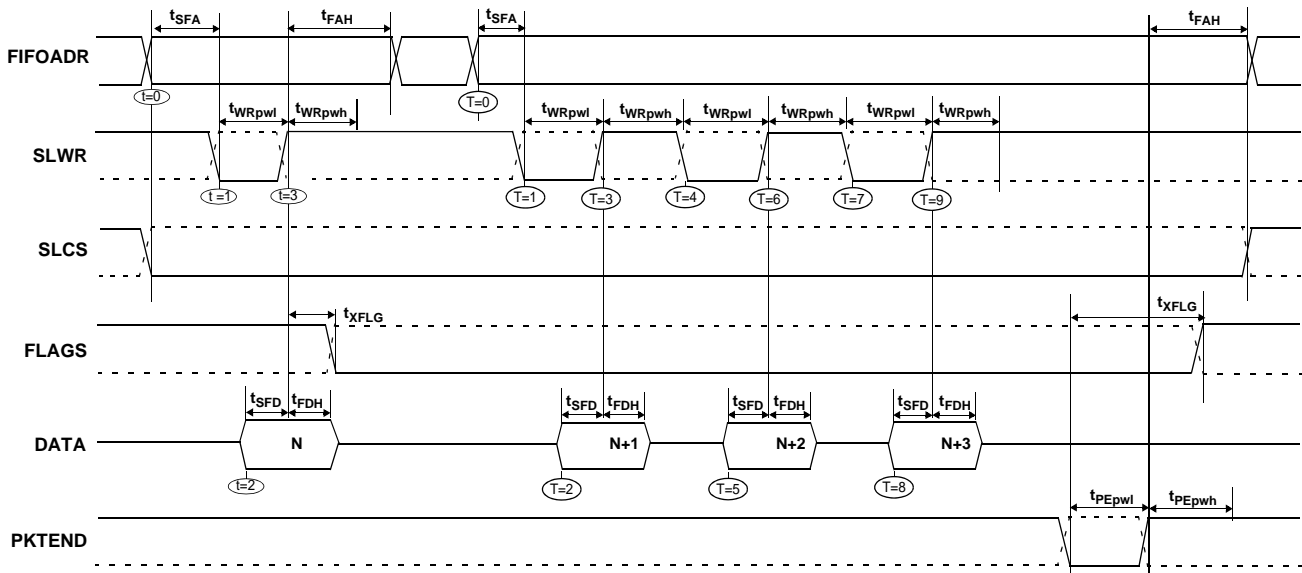 tSFA tFAH tSFA tFAH
FIFOADR
t=0 T=0
tWRpwl tWRpwh tWRpwl tWRpwh tWRpwl tWRpwh tWRpwl tWRpwh
SLWR
t =1 t=3 T=1 T=3 T=4 T=6 T=7 T=9
SLCS
tXFLG tXFLG
FLAGS
tSFD tFDH tSFD tFDH tSFD tFDH tSFD tFDH
DATA N N+1 N+2 N+3
t=2 T=2 T=5 T=8
tPEpwl tPEpwh
PKTEND